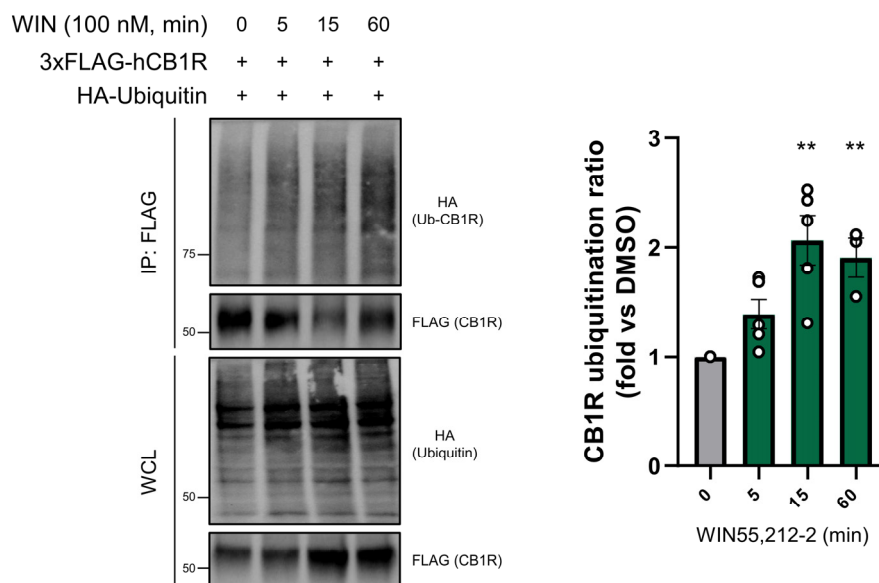 WIN (100 nM, min) 0 5 15 60
3xFLAG-hCB1R + + + +
HA-Ubiquitin + + + +
IP: FLAG
HA
(Ub-CB1R)
75
FLAG (CB1R)
50
WCL
HA
(Ubiquitin)
50
FLAG (CB1R)
50
CB1R ubiquitination ratio
(fold vs DMSO)
3
2
1
0
** **
0 5 15 60
WIN55,212-2 (min)